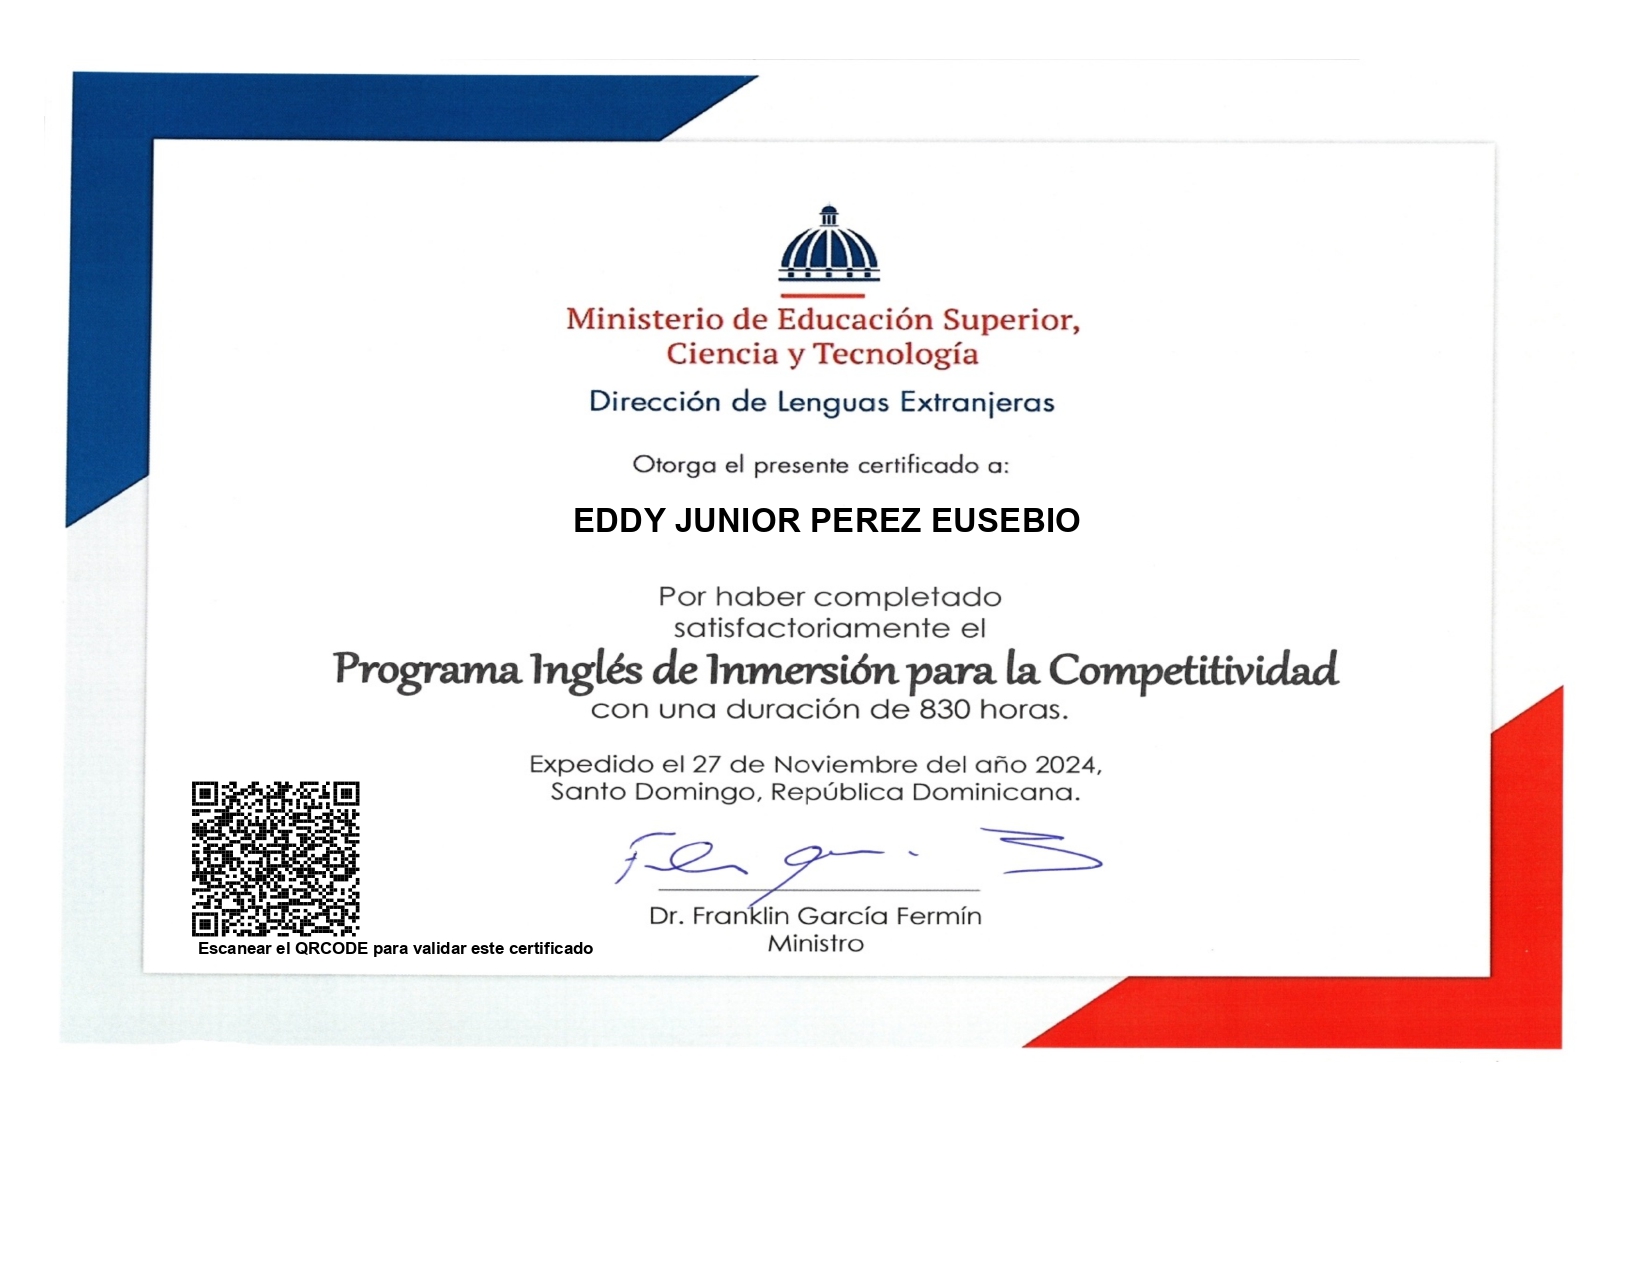 Ministerio de Educación Superior,
Ciencia y Tecnología
Dirección de Lenguas Extranjeras
Otorga el presente certificado a:
EDDY JUNIOR PEREZ EUSEBIO
Por haber completado
satisfactoriamente el
Programa Inglés de Inmersión para la Competitividad
con una duración de 830 horas.
Expedido el 27 de Noviembre del año 2024,
Santo Domingo, República Dominicana.
Dr. Franklin García Fermín
Ministro
Escanear el QRCODE para validar este certificado